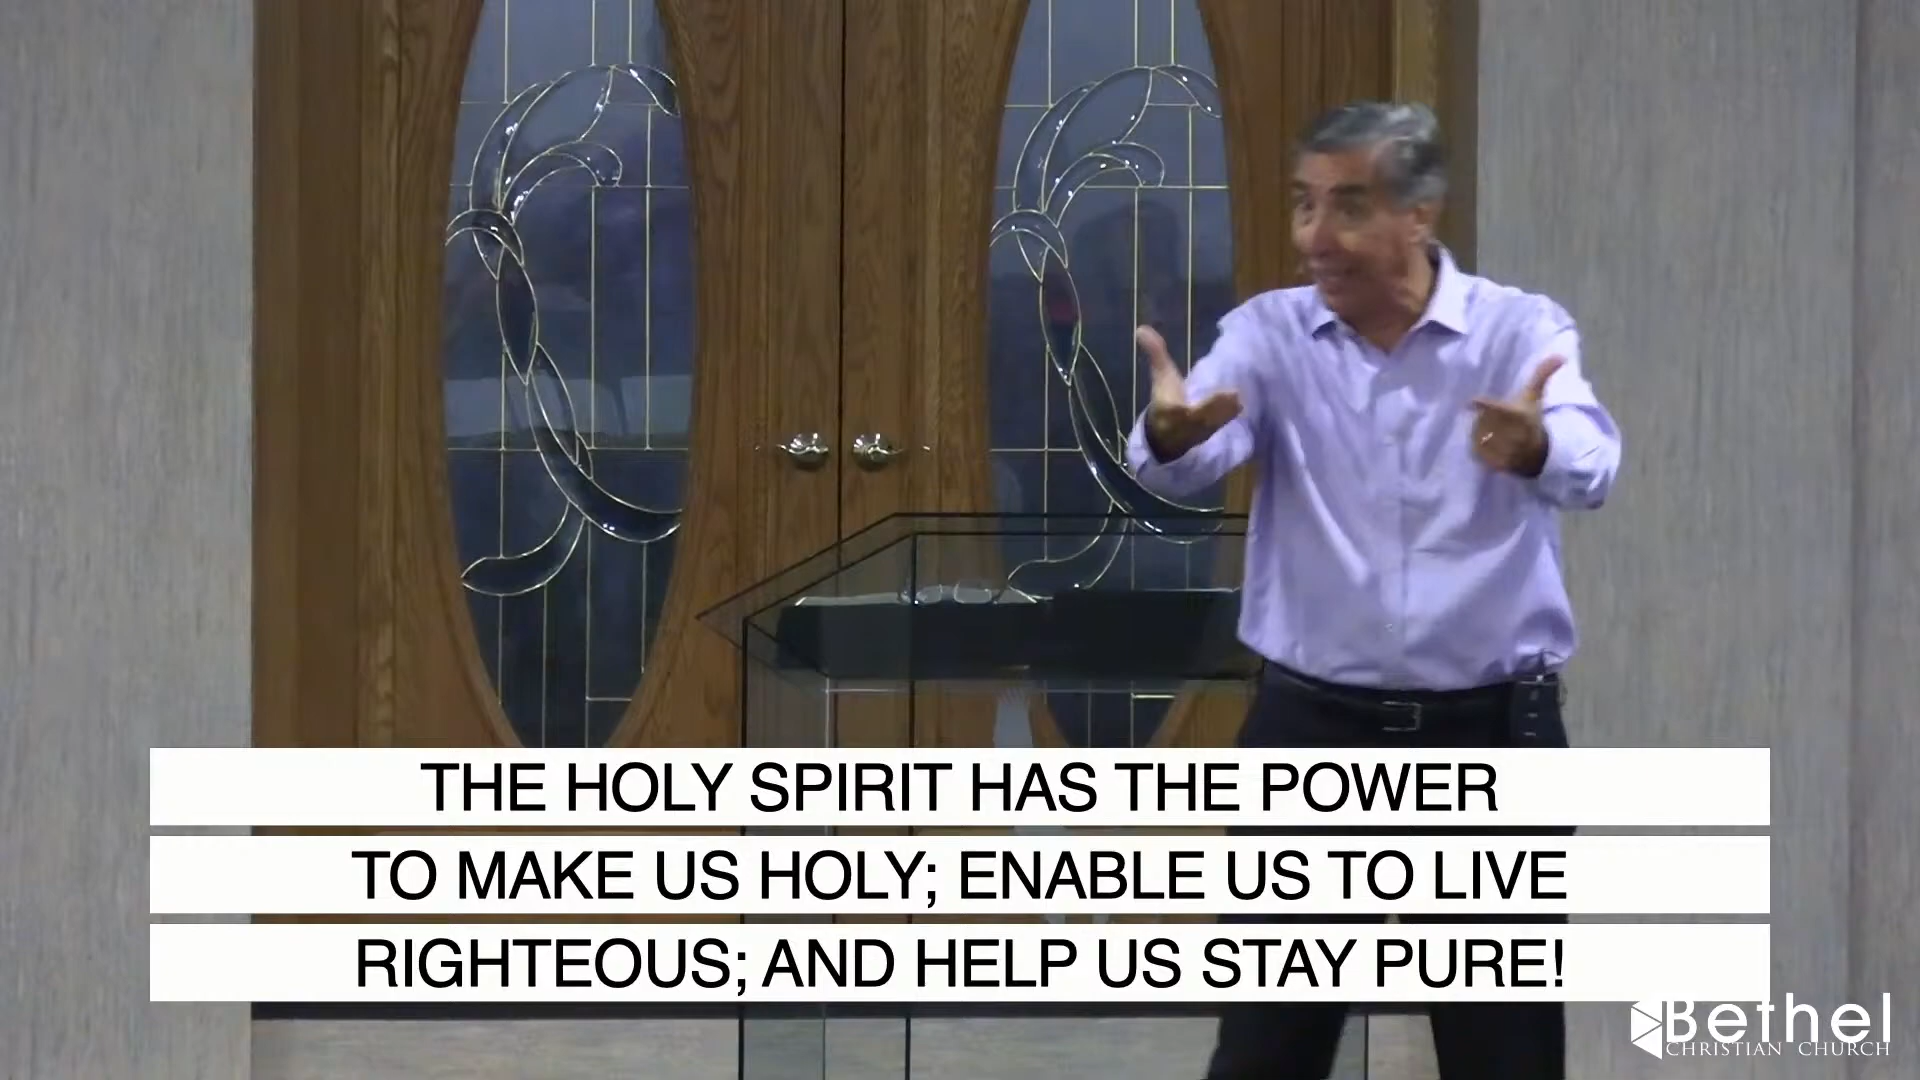 THE HOLY SPIRIT HAS THE POWER
TO MAKE US HOLY; ENABLE US TO LIVE
RIGHTEOUS; AND HELP US STAY PURE!
Bethel
CHRISTIAN CHURCH